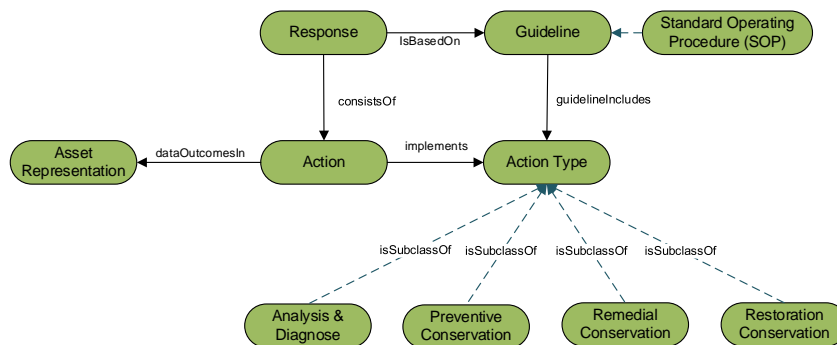 Response
IsBasedOn
Guideline
Standard Operating
Procedure (SOP)
consistsOf
guidelineIncludes
Asset
Representation
dataOutcomesIn
Action
implements
Action Type
isSubclassOf
isSubclassOf
isSubclassOf
isSubclassOf
Analysis &
Diagnose
Preventive
Conservation
Remedial
Conservation
Restoration
Conservation